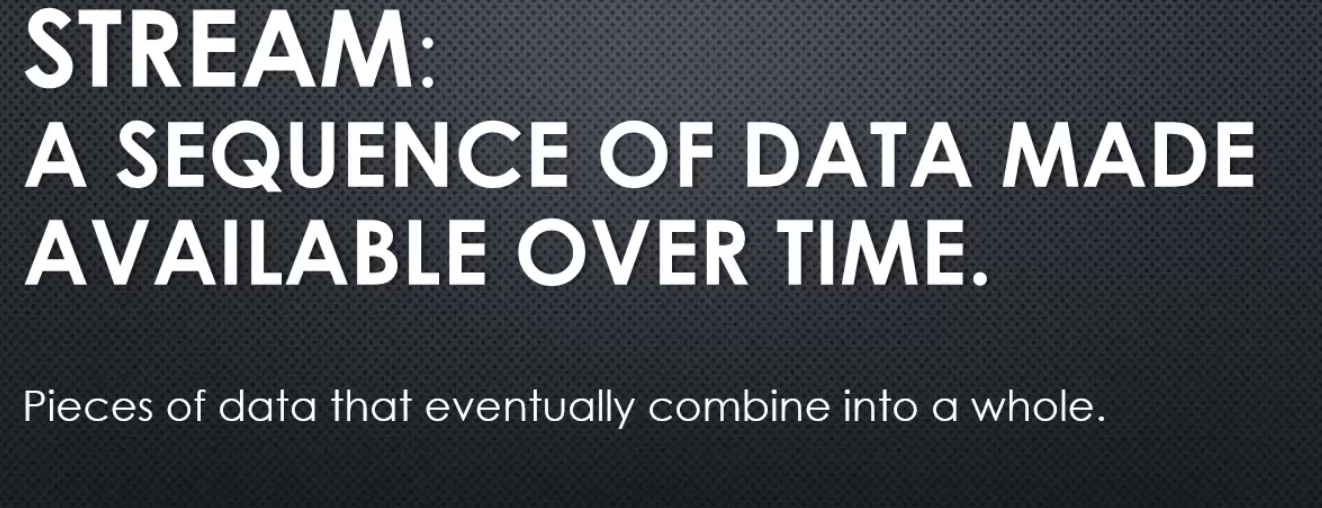 STREAM:
A SEQUENCE OF DATA MADE
AVAILABLE OVER TIME.
Pieces of data that eventually combine into a whole.